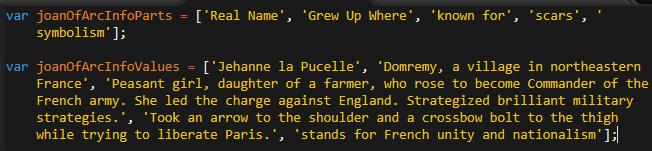 var joanOfArcInfoParts = ['Real Name', 'Grew Up Where', 'known for', 'scars', '
symbolism'];
var joanOfArcInfoValues = ['Jehanne la Pucelle', 'Domremy, a village in northeastern
France', 'Peasant girl, daughter of a farmer, who rose to become Commander of the
French army. She led the charge against England. Strategized brilliant military
strategies.', 'Took an arrow to the shoulder and a crossbow bolt to the thigh
while trying to liberate Paris.', 'stands for French unity and nationalism'];